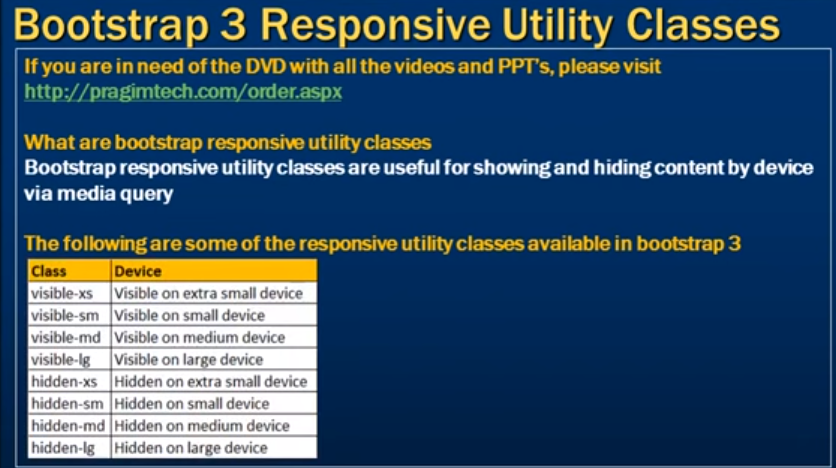 Bootstrap 3 Responsive Utility Classes
If you are in need of the DVD with all the videos and PPT's, please visit
http://pragimtech.com/order.aspx
What are bootstrap responsive utility classes
Bootstrap responsive utility classes are useful for showing and hiding content by device
via media query
The following are some of the responsive utility classes available in bootstrap 3
Class Device
visible-xs Visible on extra small device
visible-sm Visible on small device
visible-md Visible on medium device
visible-lg Visible on large device
hidden-xs Hidden on extra small device
hidden-sm Hidden on small device
hidden-md Hidden on medium device
hidden-lg Hidden on large device